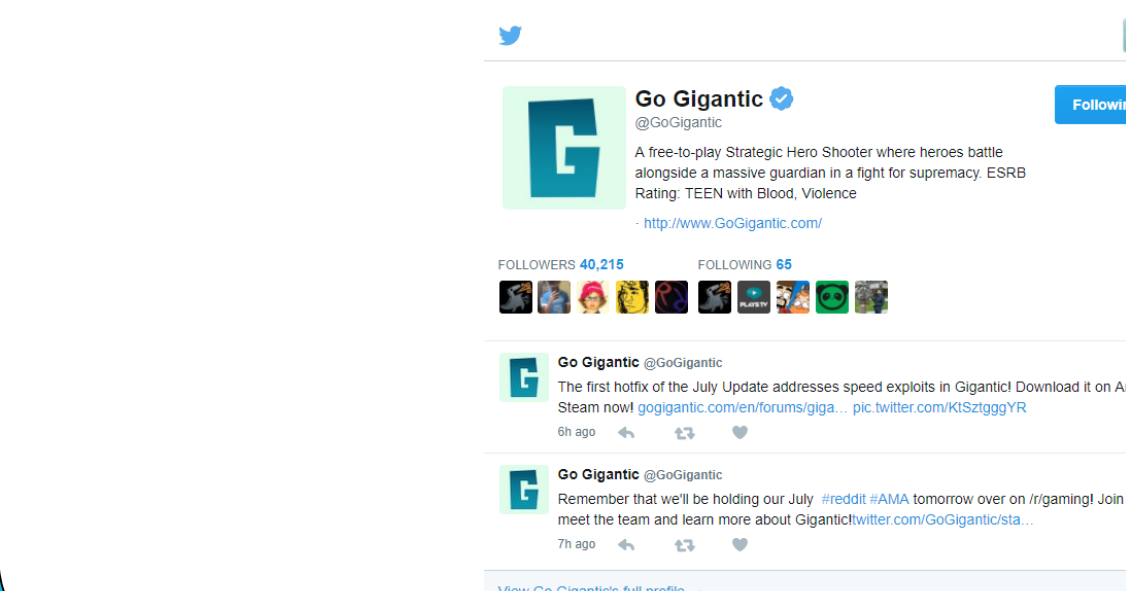 Go Gigantic
@GoGigantic
A free-to-play Strategic Hero Shooter where heroes battle
alongside a massive guardian in a fight for supremacy. ESRB
Rating: TEEN with Blood, Violence
· http://www.GoGigantic.com/
FOLLOWERS 40,215 FOLLOWING 65
PLAYSTV
Go Gigantic @GoGigantic
The first hotfix of the July Update addresses speed exploits in Gigantic! Download it on
Steam now! gogigantic.com/en/forums/giga… pic.twitter.com/KtSztgggYR
6h ago
Go Gigantic @GoGigantic
Remember that we'll be holding our July #reddit #AMA tomorrow over on /r/gaming! Join
meet the team and learn more about Gigantic!twitter.com/GoGigantic/sta…
7h ago
View Go Gigantic's full profile →